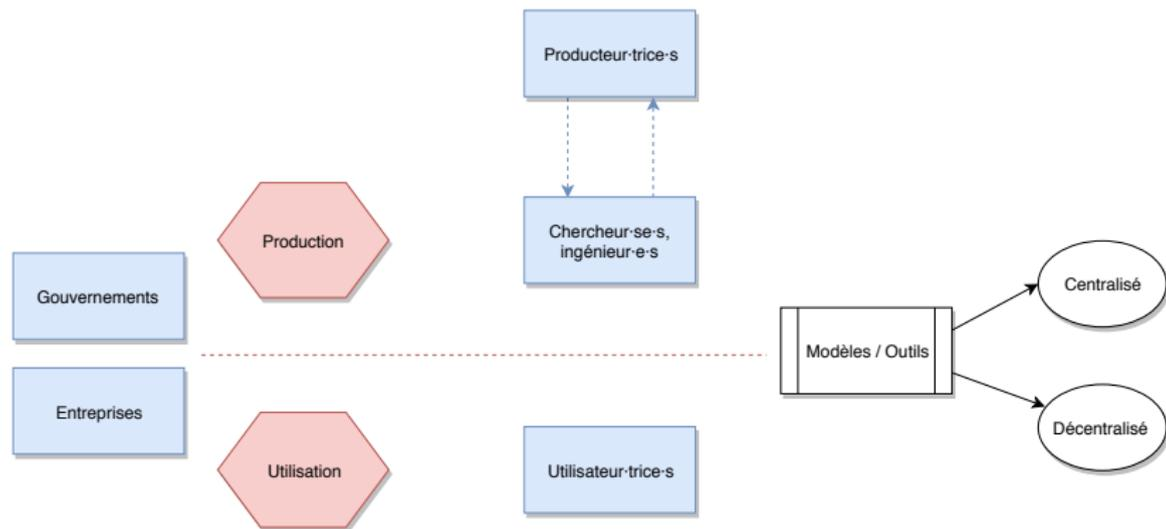 Producteur·trice·s
Chercheur·se·s,
ingénieur·e·s
Production
Gouvernements
Centralisé
Modèles / Outils
Entreprises
Décentralisé
Utilisation
Utilisateur·trice·s